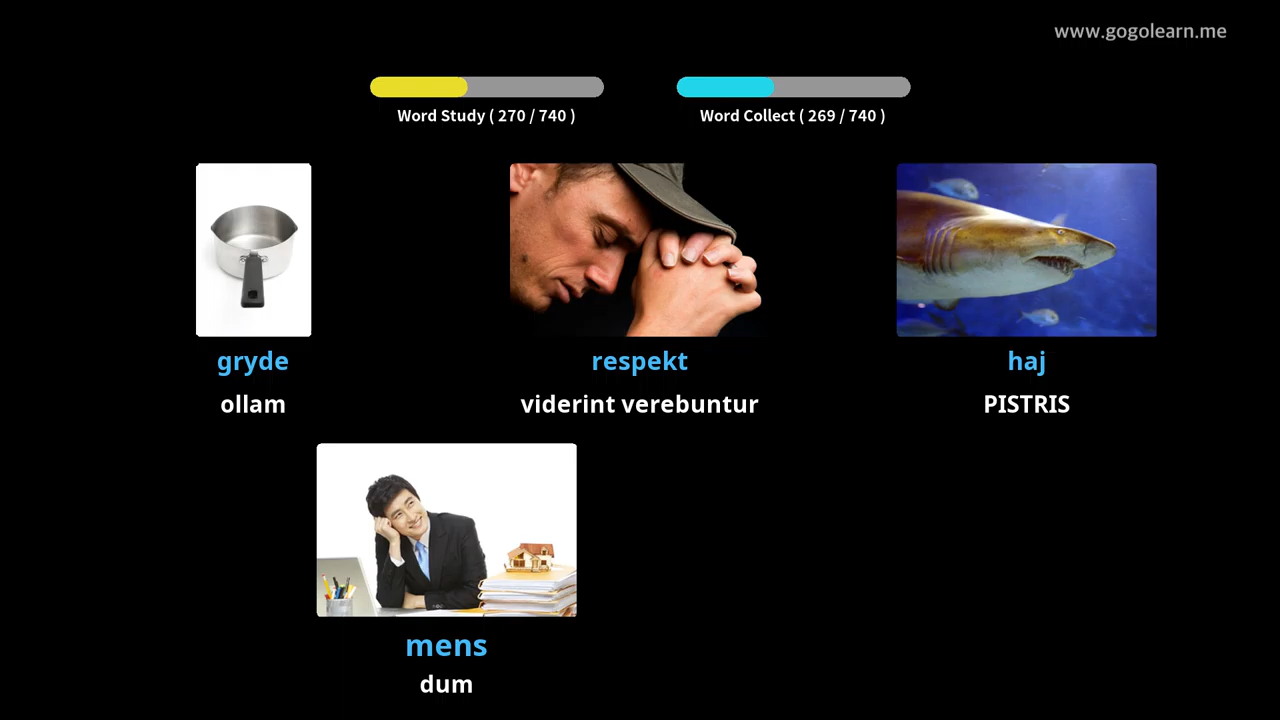 www.gogolearn.me
Word Study ( 270 / 740 )
Word Collect ( 269 / 740 )
gryde
respekt
haj
ollam
viderint verebuntur
PISTRIS
mens
dum